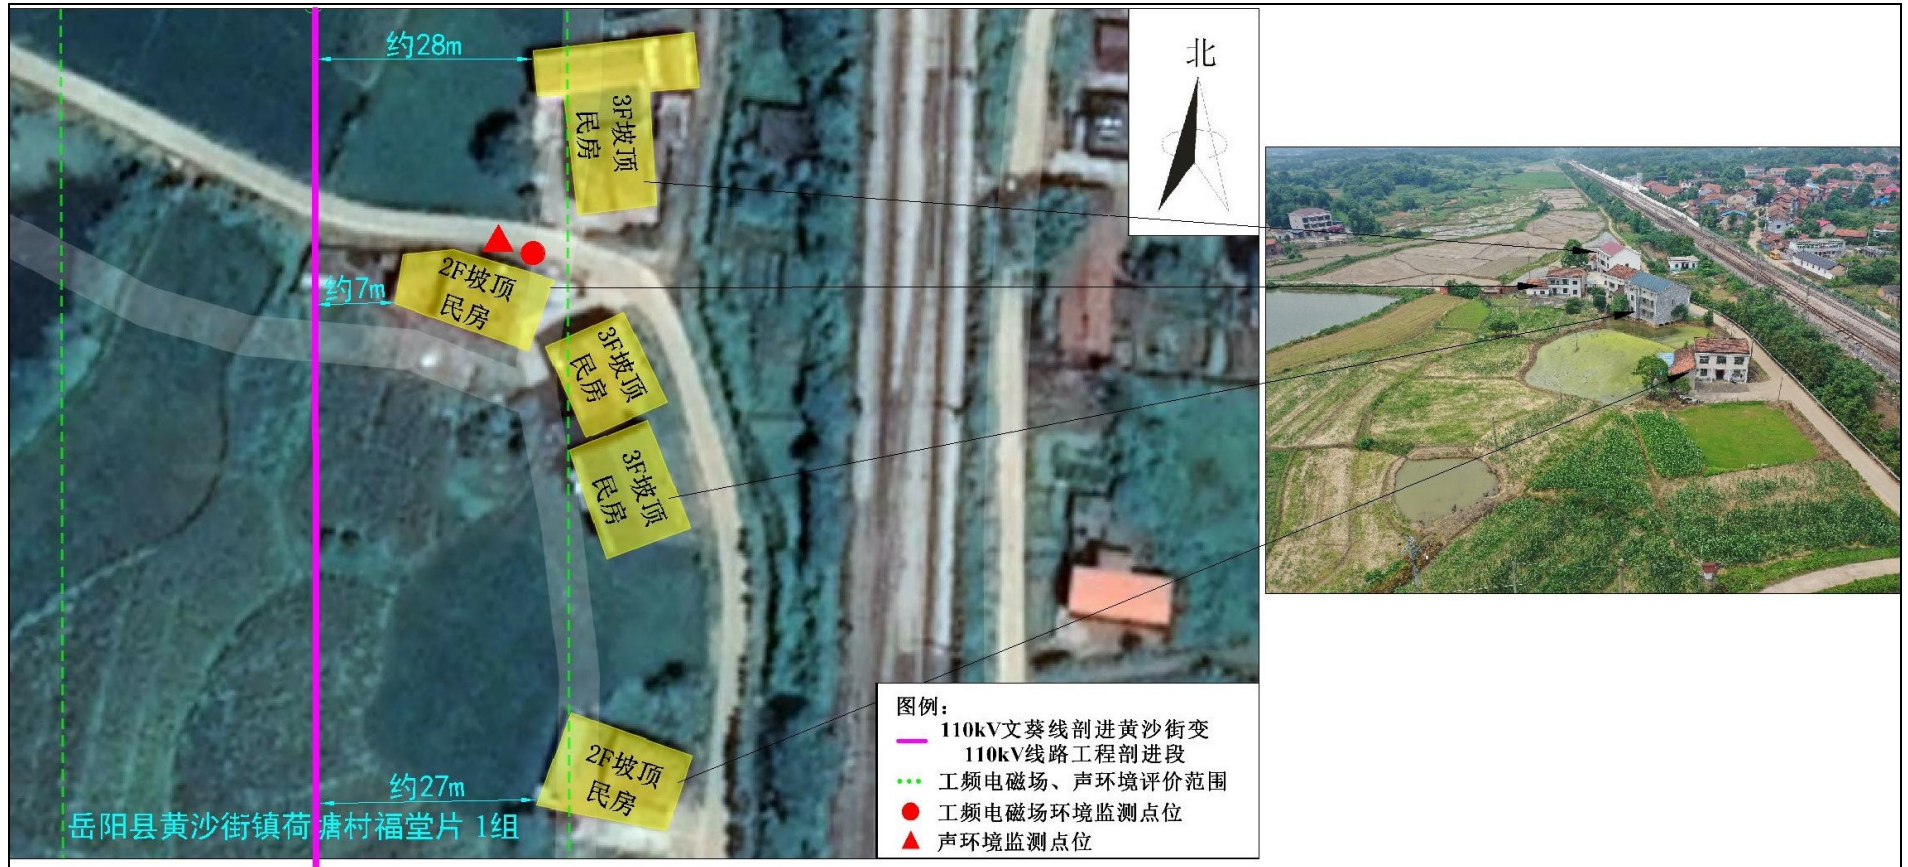 约28m
北
3F坡顶
民房
2F坡顶
民房
约7m
3F坡顶
民房
3F坡顶
民房
2F坡顶
民房
约27m
岳阳县黄沙街镇荷塘村福堂片 1组
图例：
110kV文葵线剖进黄沙街变
110kV线路工程剖进段
工频电磁场、声环境评价范围
工频电磁场环境监测点位
声环境监测点位